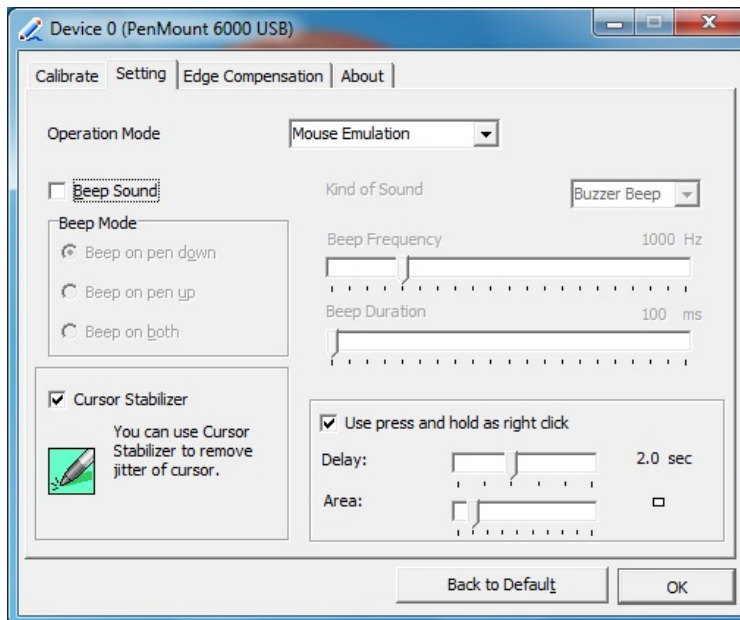 Device 0 (PenMount 6000 USB)
Calibrate Setting Edge Compensation About
Operation Mode Mouse Emulation
Beep Sound Kind of Sound Buzzer Beep
Beep Mode
Beep on pen down
Beep on pen up
Beep on both
Beep Frequency 1000 Hz
Beep Duration 100 ms
Cursor Stabilizer
You can use Cursor
Stabilizer to remove
jitter of cursor.
Use press and hold as right click
Delay: 2.0 sec
Area:
Back to Default OK